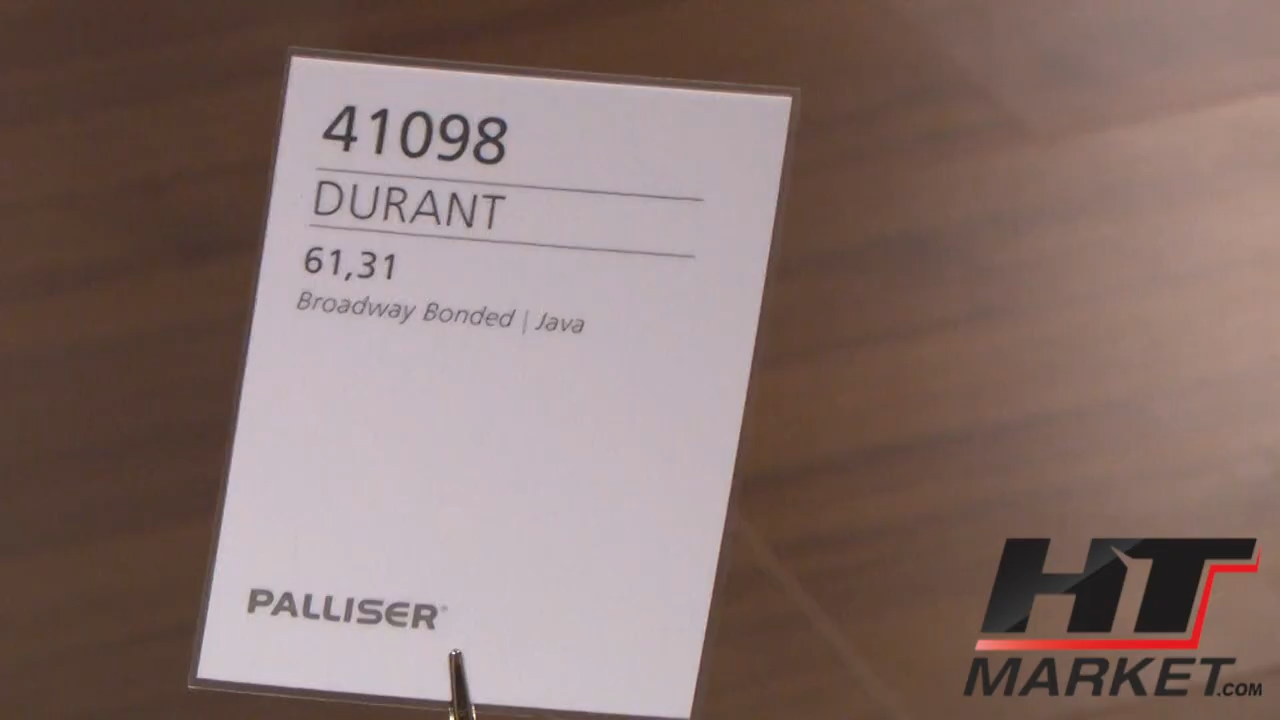 41098
DURANT
61,31
Broadway Bonded | Java
PALLISER®
HT
MARKET.COM